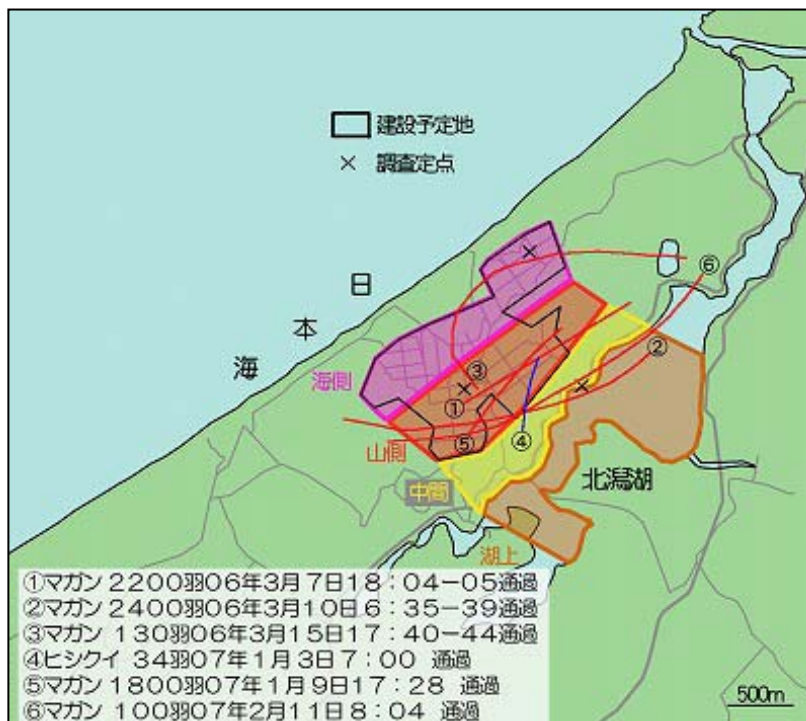 建設予定地
× 調査定点
日
本
海
海側
山側
中間
湖上
北潟湖
①
②
③
④
⑤
⑥
①マガン 2200羽06年3月7日18：04－05通過
②マガン 2400羽06年3月10日6：35－39通過
③マガン 130羽06年3月15日17：40－44通過
④ヒシクイ 34羽07年1月3日7：00 通過
⑤マガン 1800羽07年1月9日17：28 通過
⑥マガン 100羽07年2月11日8：04 通過
500m